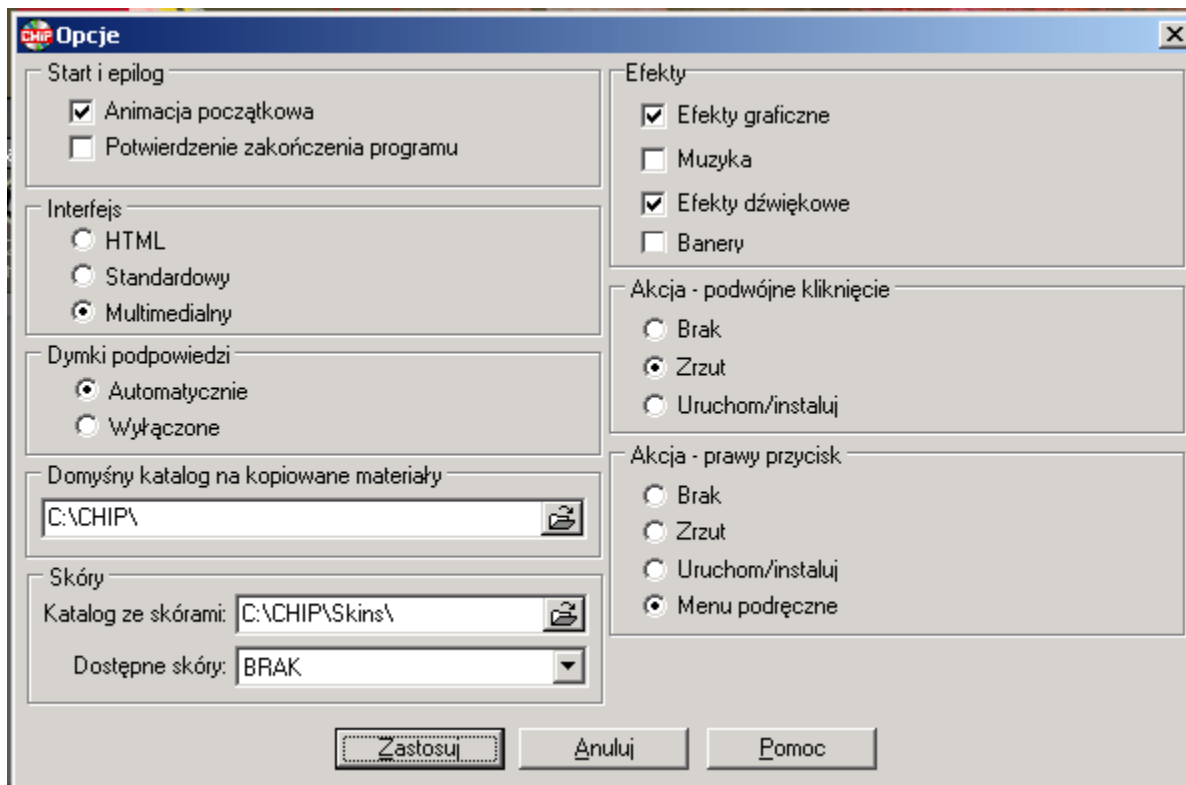 CHIP Opcje
Start i epilog
Animacja początkowa
Potwierdzenie zakończenia programu
Interfejs
HTML
Standardowy
Multimedialny
Dymki podpowiedzi
Automatycznie
Wyłączone
Domyśny katalog na kopiowane materiały
C:\CHIP\
Skóry
Katalog ze skórami: C:\CHIP\Skins\
Dostępne skóry: BRAK
Efekty
Efekty graficzne
Muzyka
Efekty dźwiękowe
Banery
Akcja - podwójne kliknięcie
Brak
Zrzut
Uruchom/instaluj
Akcja - prawy przycisk
Brak
Zrzut
Uruchom/instaluj
Menu podręczne
Zastosuj Anuluj Pomoc